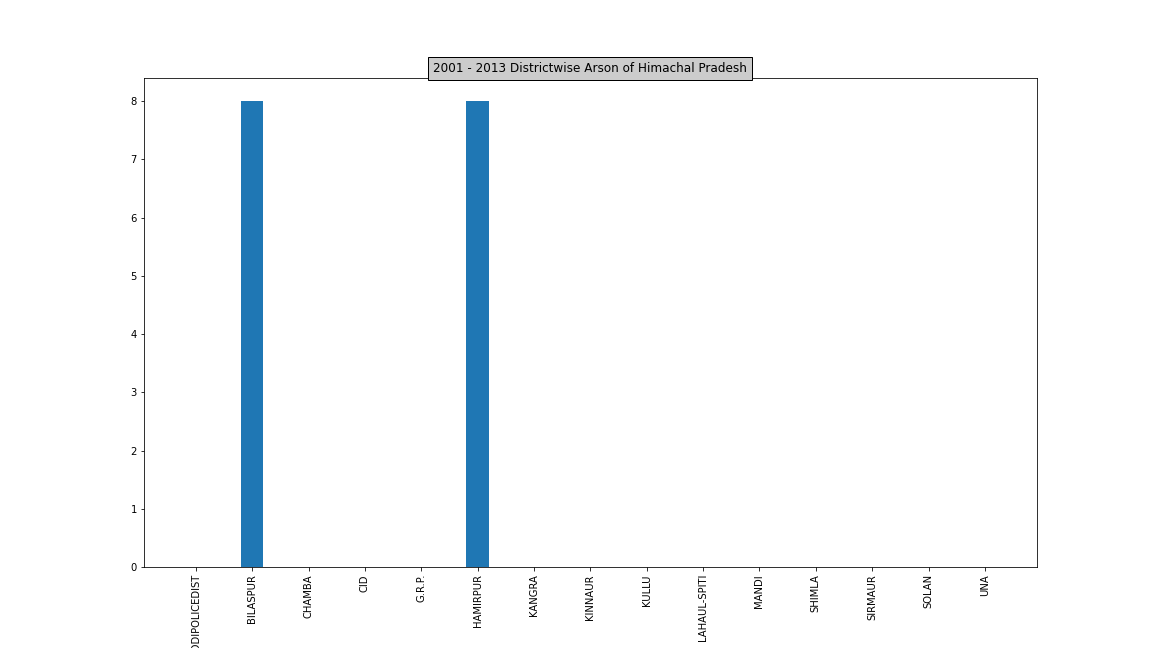 2001 - 2013 Districtwise Arson of Himachal Pradesh
8
7
6
5
4
3
2
1
0
BILASPUR
CHAMBA
CID
G.R.P.
HAMIRPUR
KANGRA
KINNAUR
KULLU
LAHAUL-SPITI
MANDI
SHIMLA
SIRMAUR
SOLAN
UNA